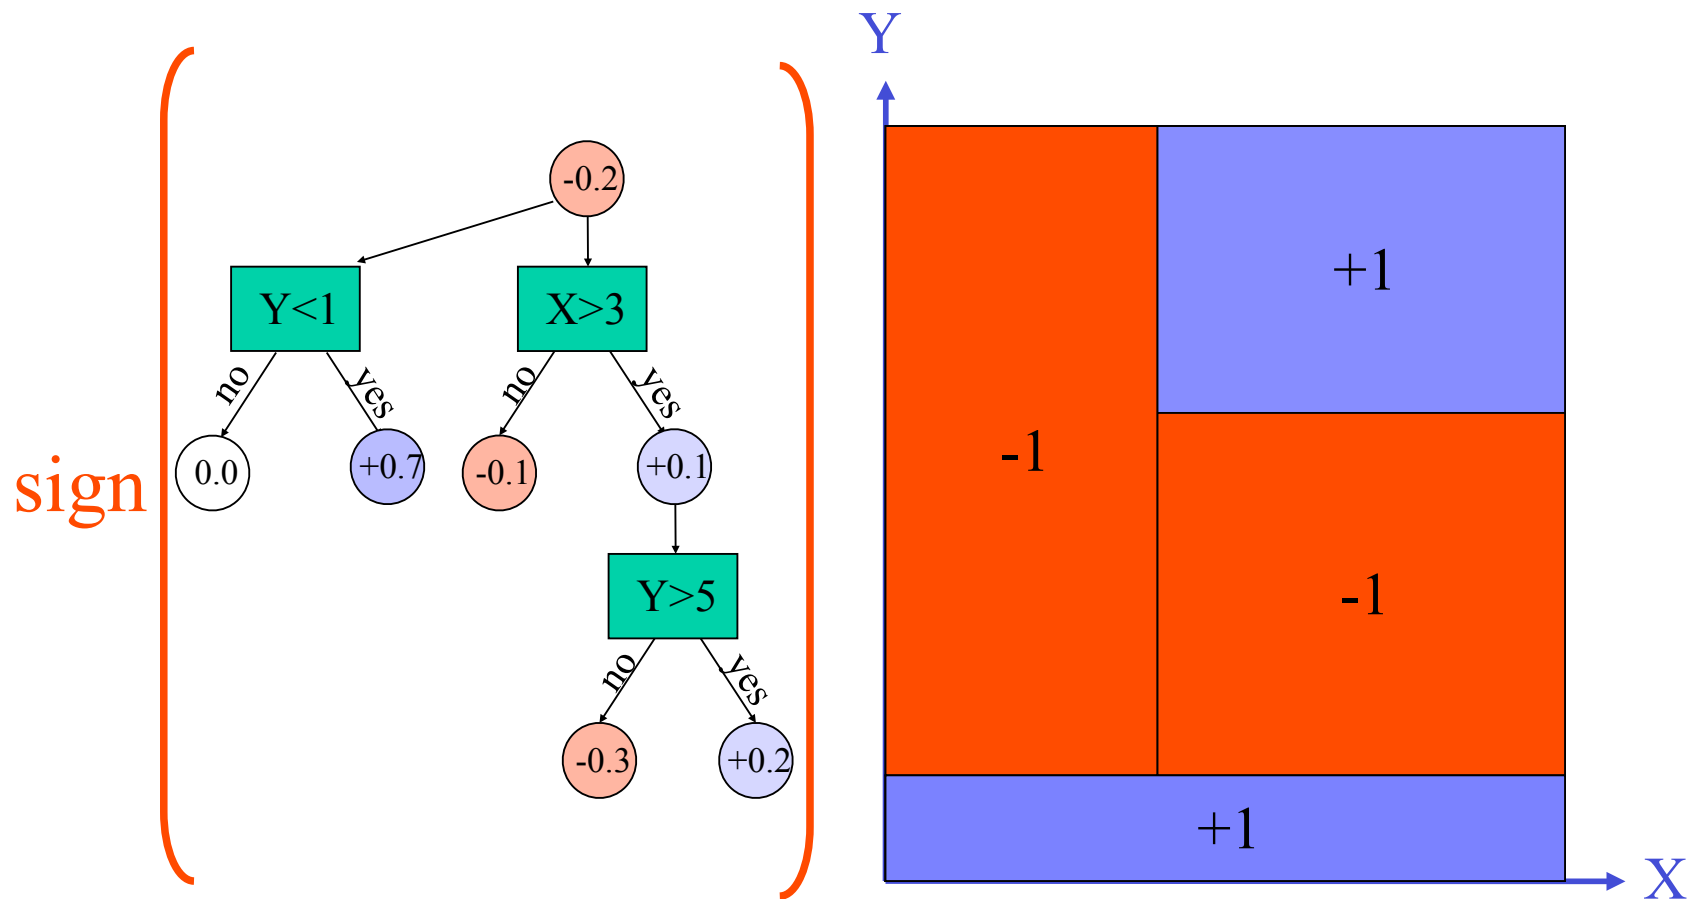 sign
-0.2
Y<1
X>3
no
yes
no
yes
0.0
+0.7
-0.1
+0.1
Y>5
no
yes
-0.3
+0.2
Y
-1
+1
-1
+1
X